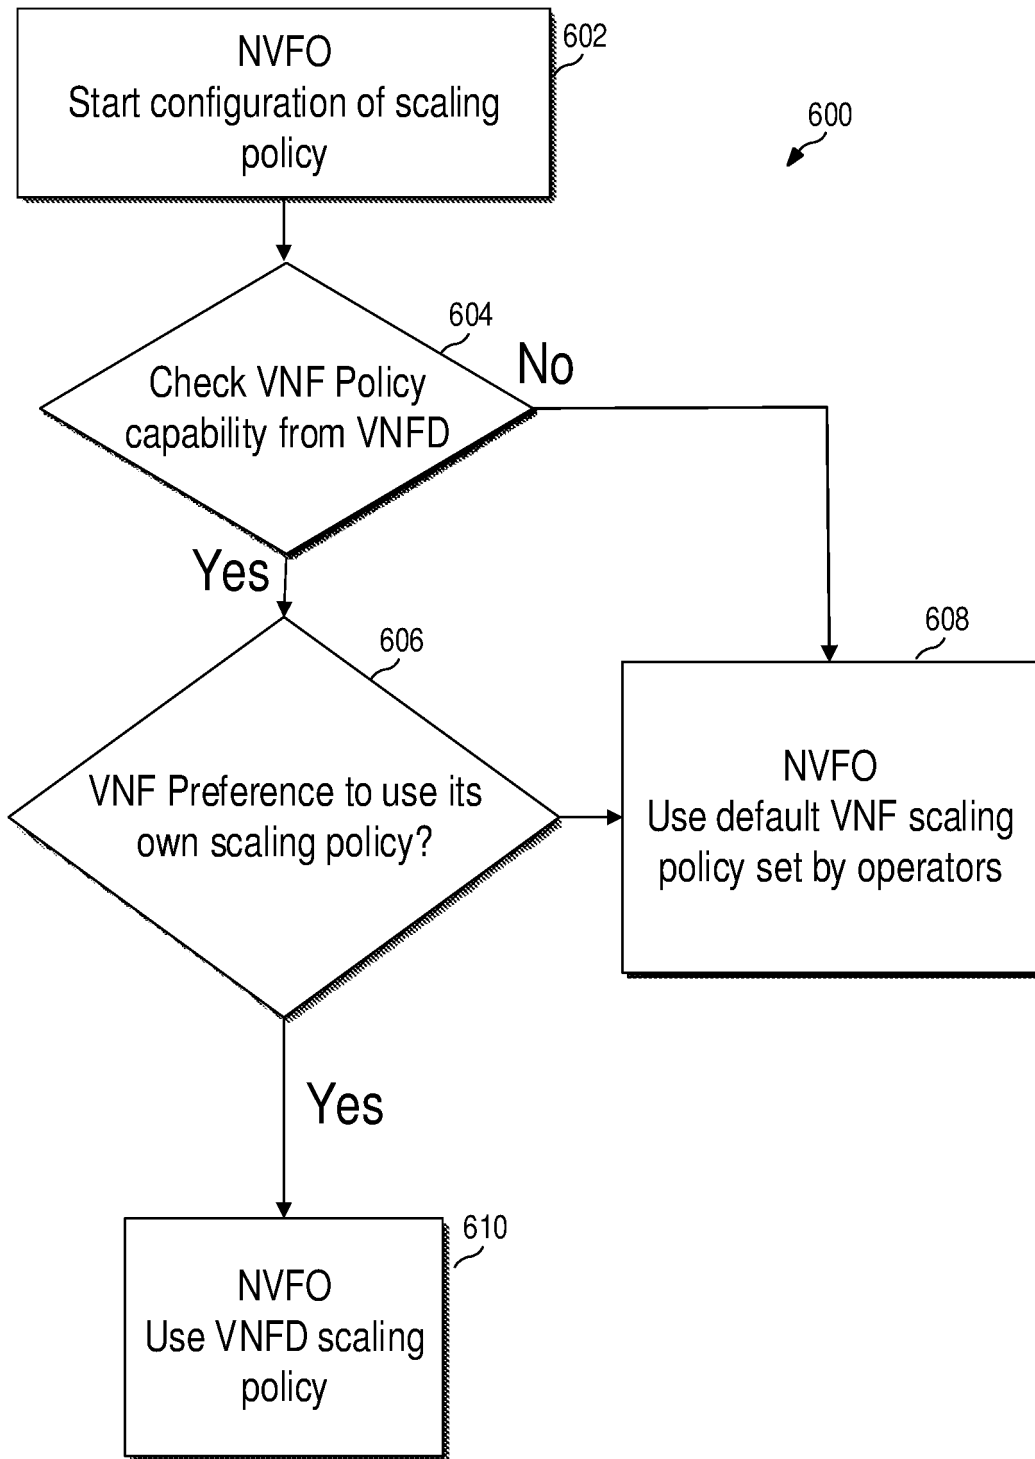 NVFO
Start configuration of scaling
policy
602
600
604
Check VNF Policy
capability from VNFD
No
Yes
606
VNF Preference to use its
own scaling policy?
608
NVFO
Use default VNF scaling
policy set by operators
Yes
610
NVFO
Use VNFD scaling
policy